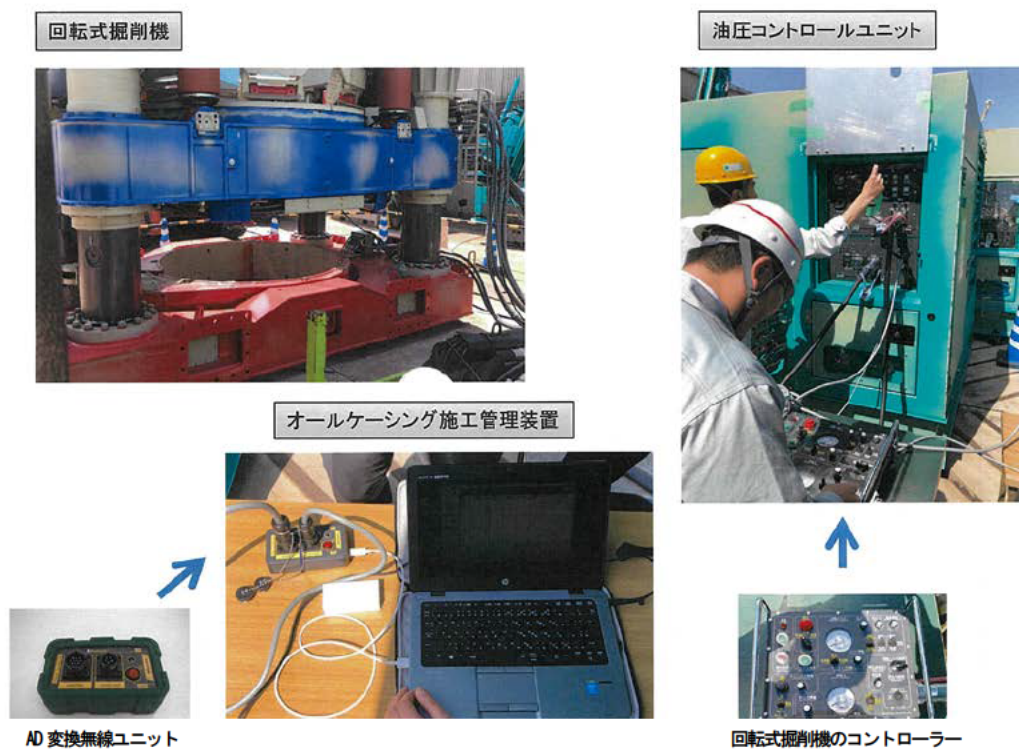 回転式掘削機
油圧コントロールユニット
オールケーシング施工管理装置
AD変換無線ユニット
回転式掘削機のコントローラー